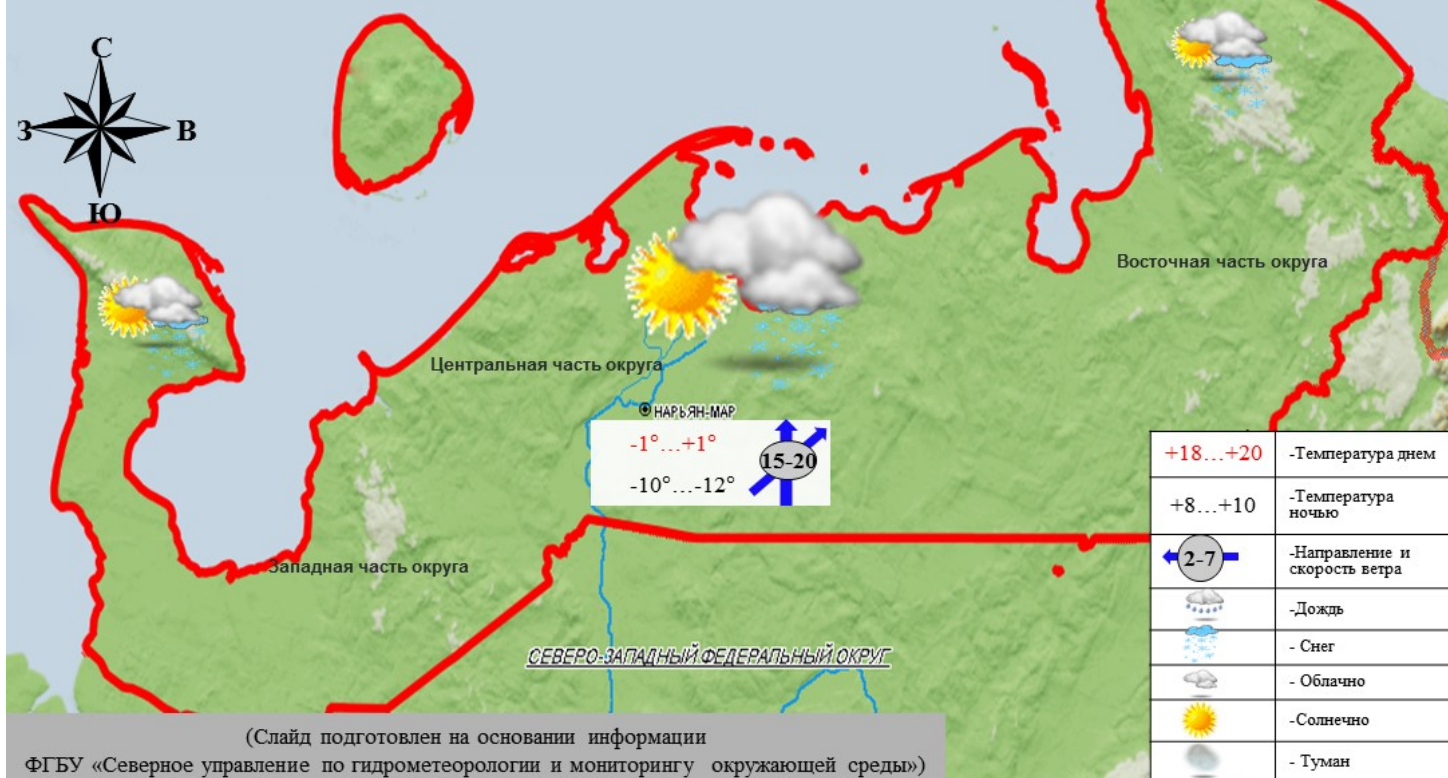 С
З
В
Ю
Восточная часть округа
Центральная часть округа
НАРЬЯН-МАР
-1°…+1°
-10°…-12°
15-20
Западная часть округа
СЕВЕРО-ЗАПАДНЫЙ ФЕДЕРАЛЬНЫЙ ОКРУГ
+18…+20
-Температура днем
+8…+10
-Температура
ночью
2-7
-Направление и
скорость ветра
-Дождь
- Снег
- Облачно
-Солнечно
- Туман
(Слайд подготовлен на основании информации
ФГБУ «Северное управление по гидрометеорологии и мониторингу окружающей среды»)